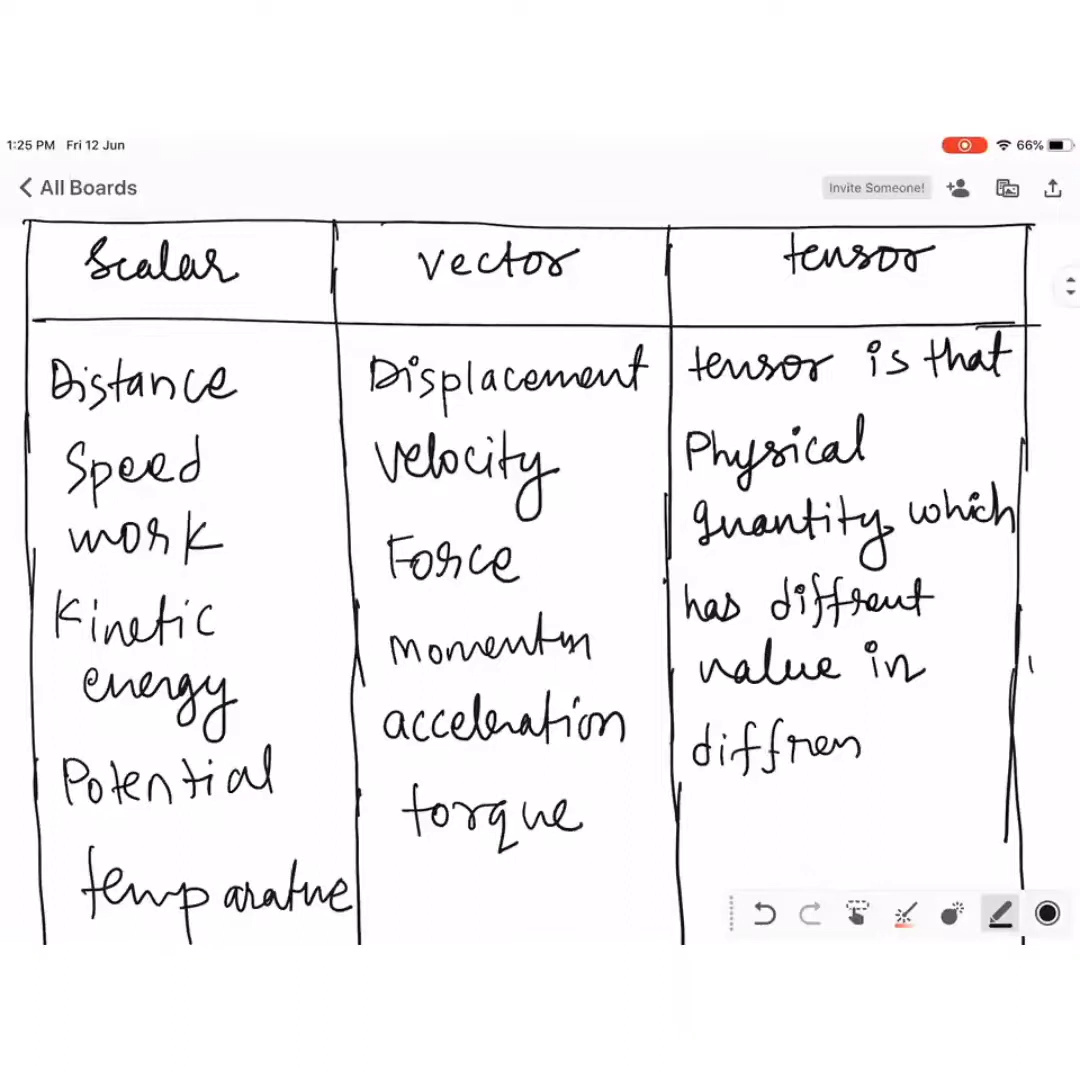 1:25 PM Fri 12 Jun
66%
All Boards
Invite Someone!
Scalar
vector
tensor
Distance
Speed
work
Kinetic
energy
Potential
temparatue
Displacement
velocity
Force
Momentum
acceleration
torque
tensor is that
Physical
quantity which
has diffrent
value in
diffren